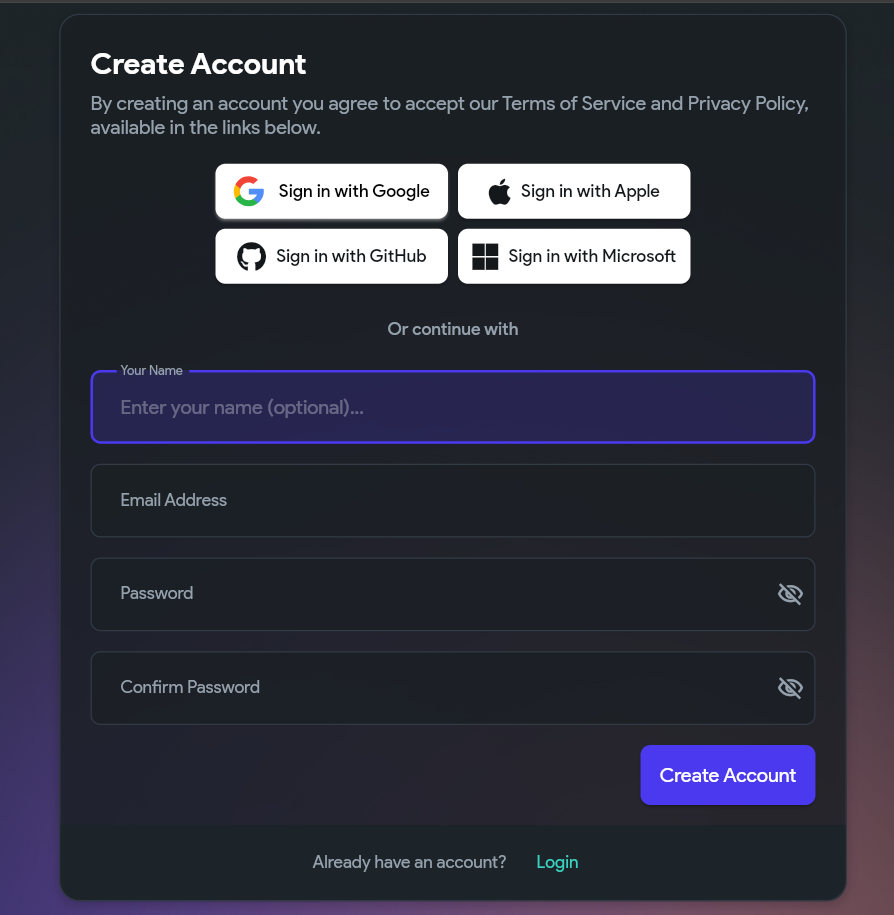 Create Account
By creating an account you agree to accept our Terms of Service and Privacy Policy,
available in the links below.
Sign in with Google
Sign in with Apple
Sign in with GitHub
Sign in with Microsoft
Or continue with
Your Name
Enter your name (optional)...
Email Address
Password
Confirm Password
Create Account
Already have an account? Login